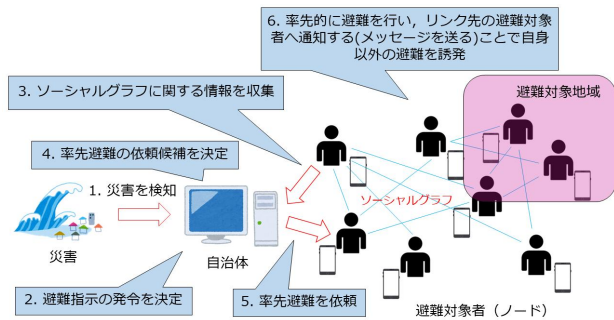 6. 率先的に避難を行い，リンク先の避難対象
者へ通知する(メッセージを送る)ことで自身
以外の避難を誘発
3. ソーシャルグラフに関する情報を収集
避難対象地域
4. 率先避難の依頼候補を決定
1. 災害を検知
ソーシャルグラフ
災害
自治体
2. 避難指示の発令を決定
5. 率先避難を依頼
避難対象者（ノード）